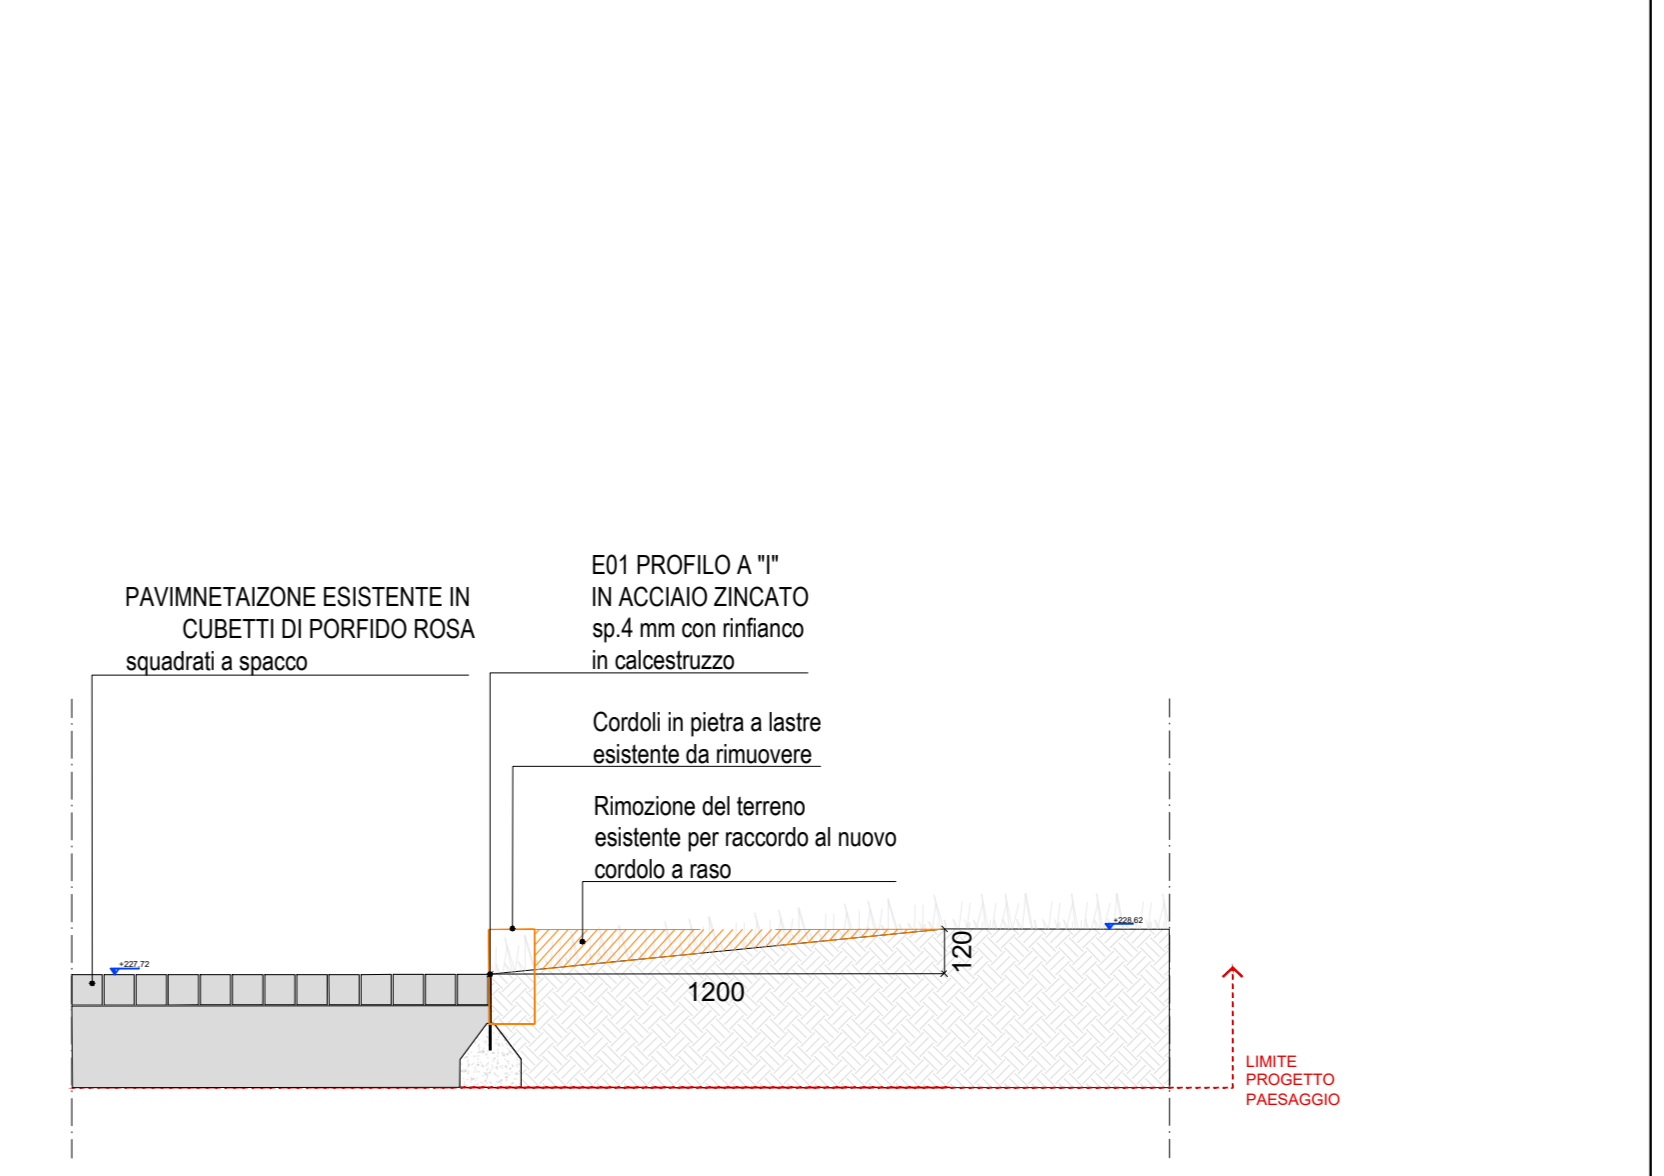 E01 PROFILO A "I"
IN ACCIAIO ZINCATO
sp.4 mm con rinfianco
in calcestruzzo
PAVIMNETAIZONE ESISTENTE IN
CUBETTI DI PORFIDO ROSA
squadrati a spacco
Cordoli in pietra a lastre
esistente da rimuovere
Rimozione del terreno
esistente per raccordo al nuovo
cordolo a raso
+228,62
+227,72
120
1200
LIMITE
PROGETTO
PAESAGGIO